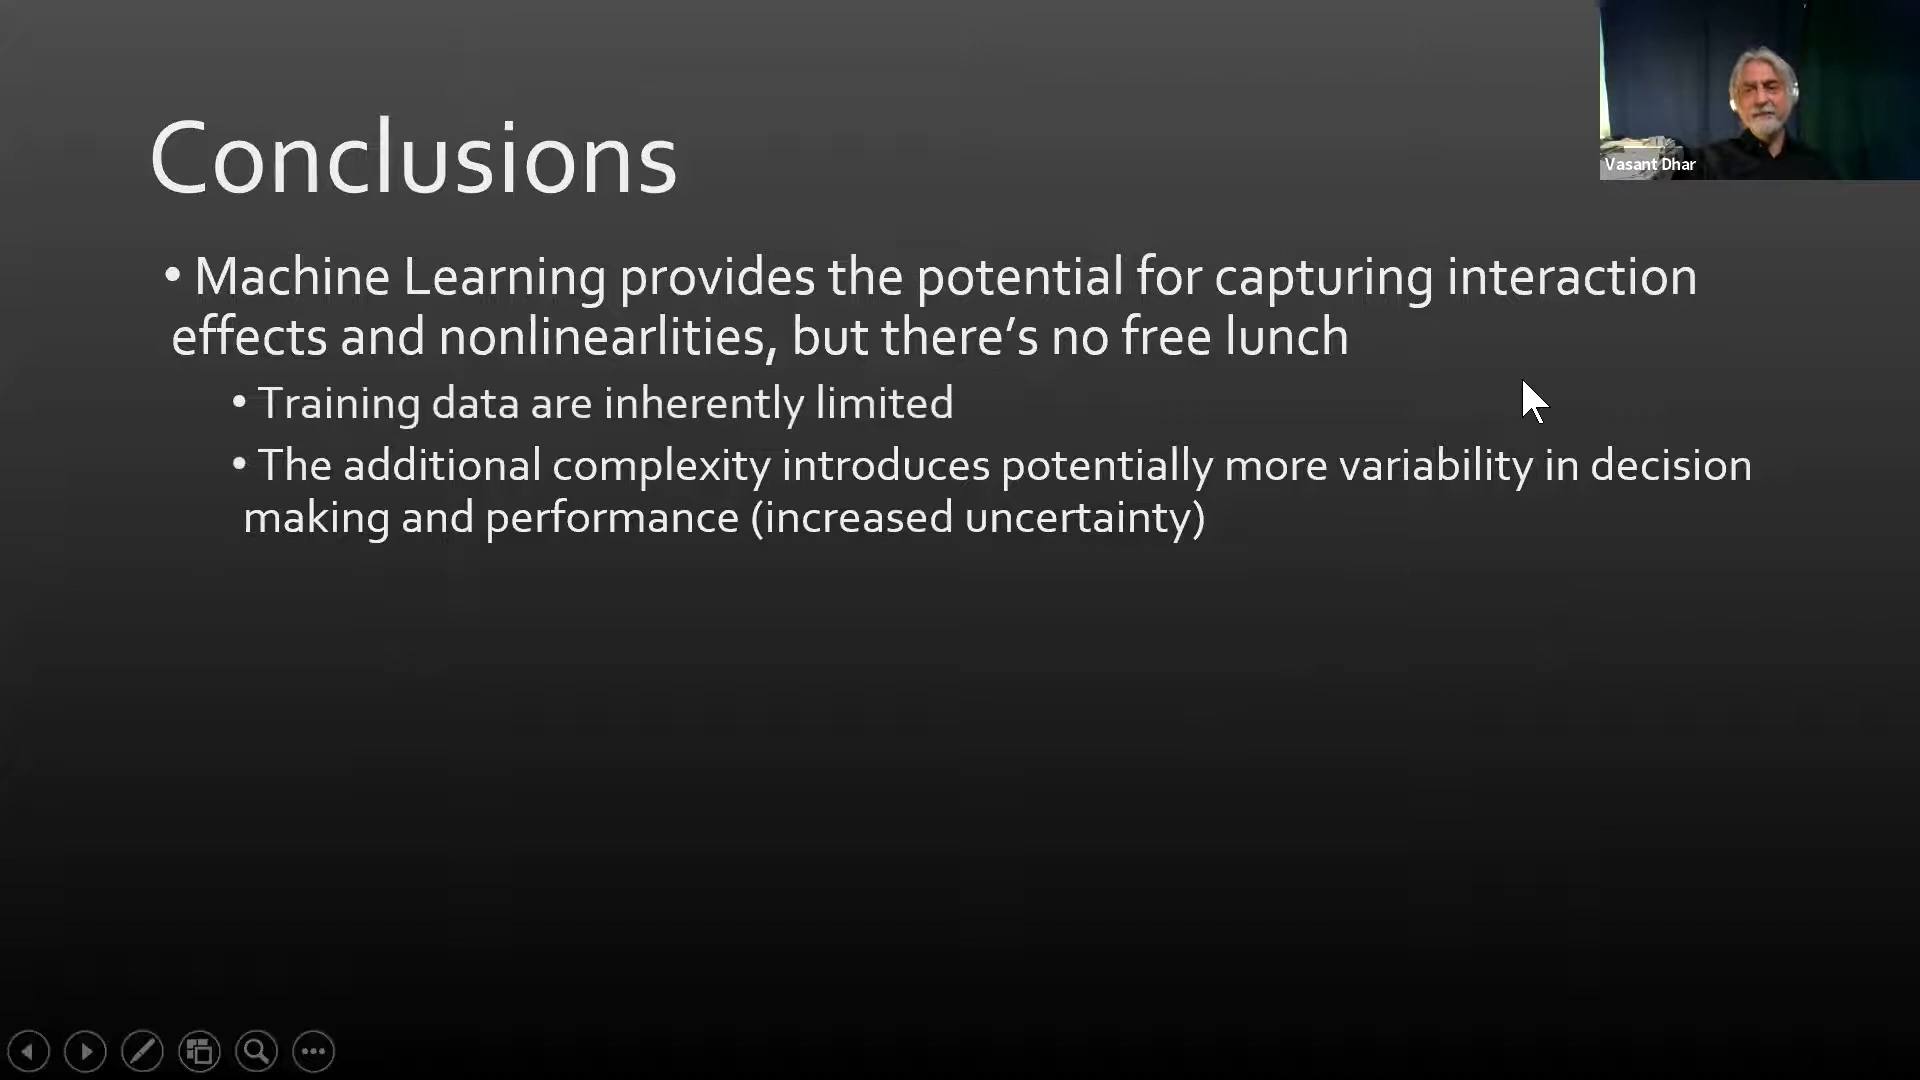 Conclusions
• Machine Learning provides the potential for capturing interaction
effects and nonlinearlities, but there’s no free lunch
• Training data are inherently limited
• The additional complexity introduces potentially more variability in decision
making and performance (increased uncertainty)
Vasant Dhar